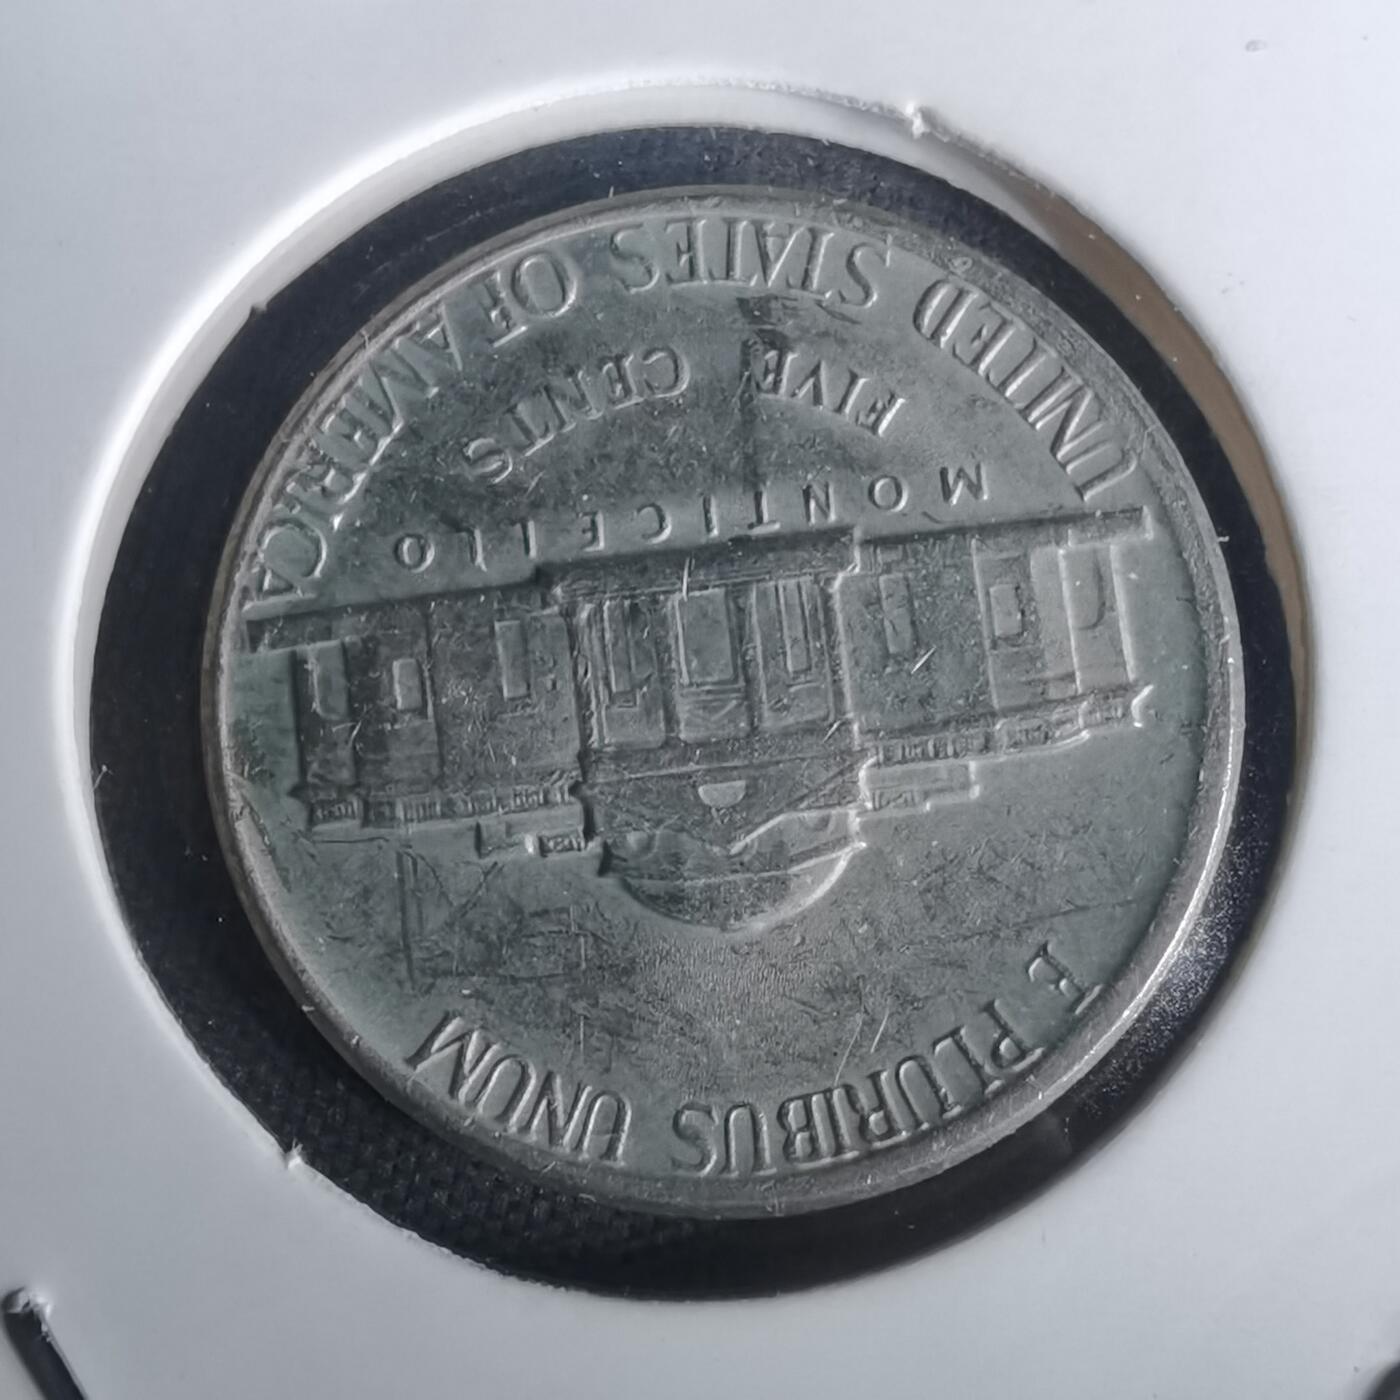 E PLURIBUS UNUM
MONTICELLO
FIVE CENTS
UNITED STATES OF AMERICA